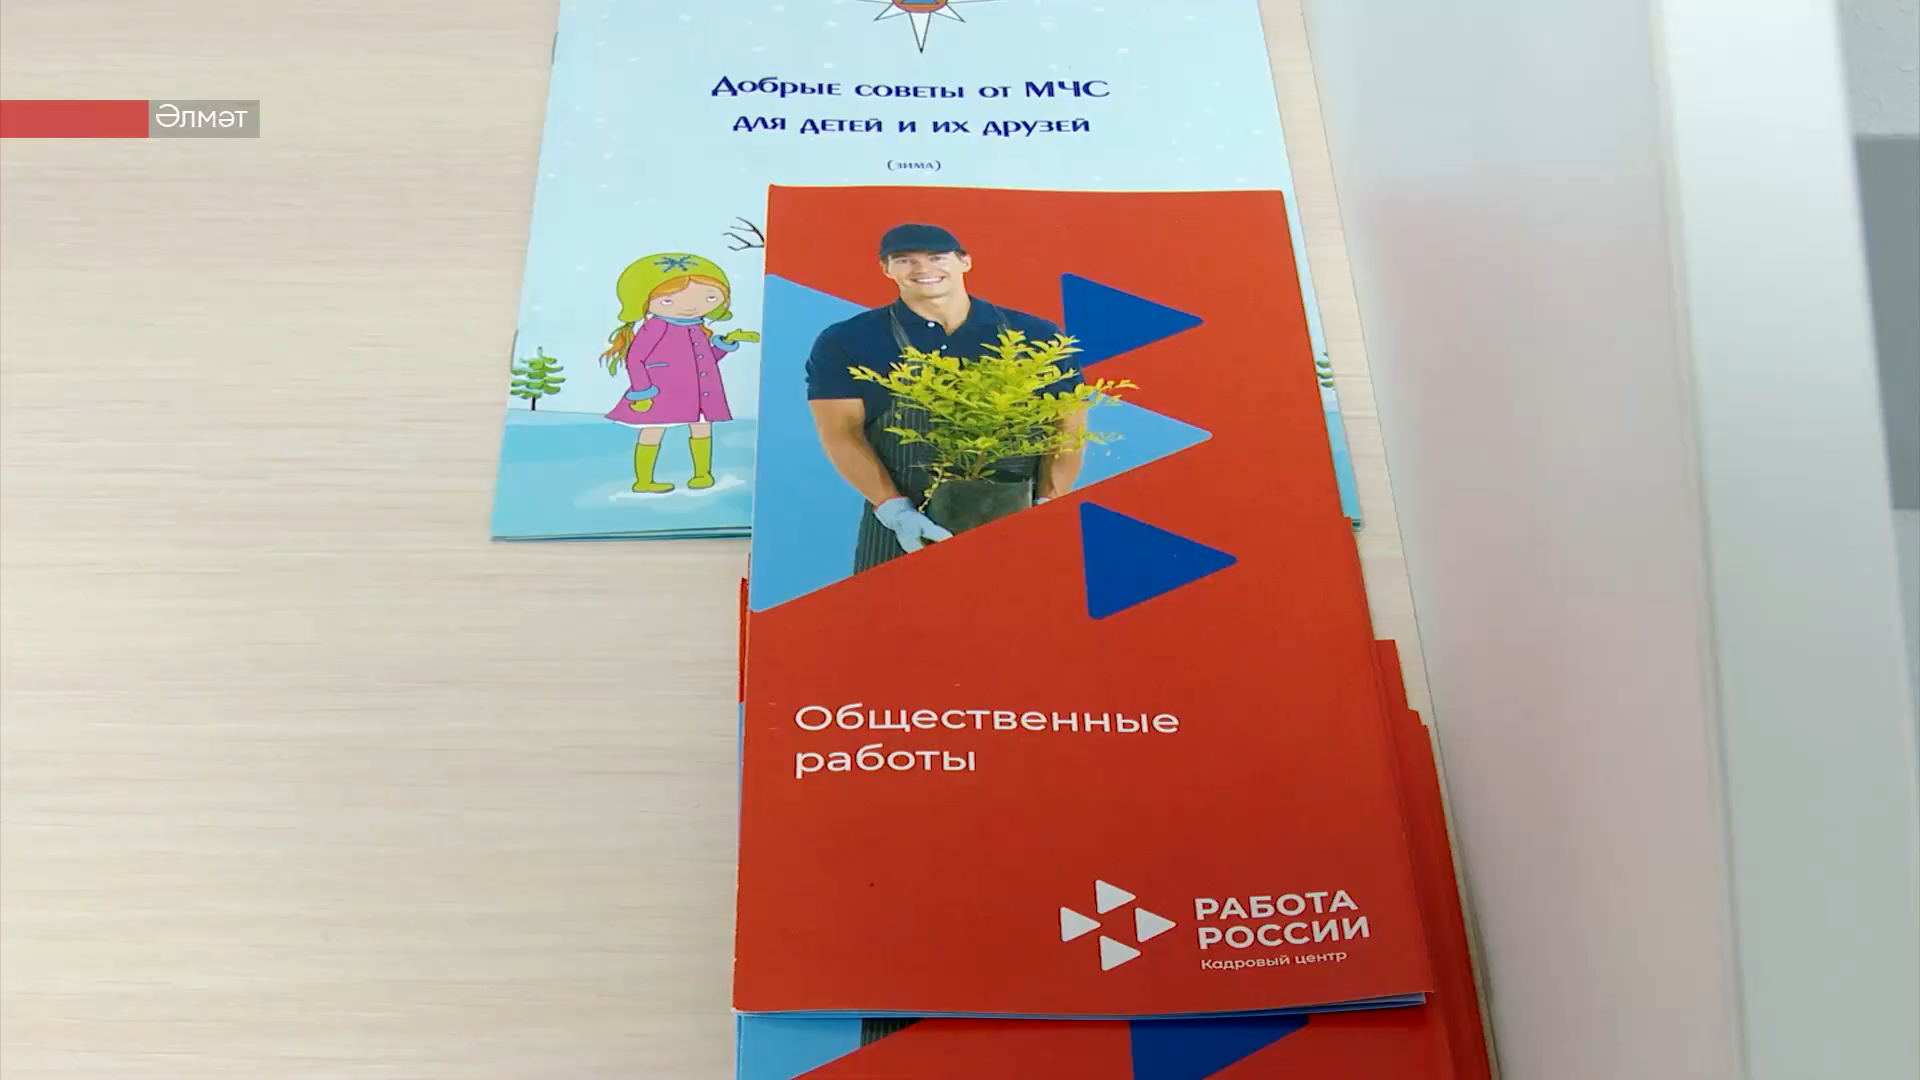 Әлмәт
Добрые советы от МЧС
для детей и их друзей
(зима)
Общественные
работы
РАБОТА
РОССИИ
Кадровый центр